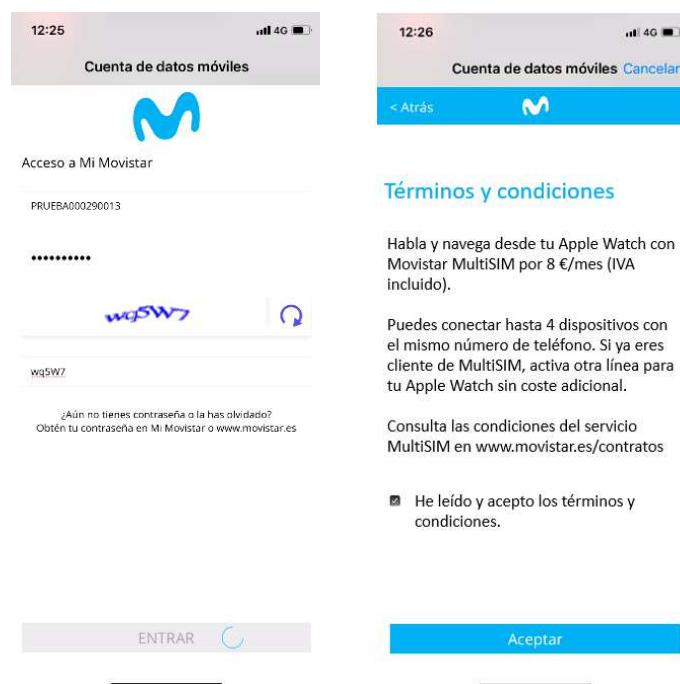 12:25
4G
Cuenta de datos móviles
Acceso a Mi Movistar
PRUEBA000290013
••••••••••
wq5W7
wq5W7
¿Aún no tienes contraseña o la has olvidado?
Obtén tu contraseña en Mi Movistar o www.movistar.es
ENTRAR
12:26
4G
Cuenta de datos móviles Cancelar
< Atrás
Términos y condiciones
Habla y navega desde tu Apple Watch con
Movistar MultiSIM por 8 €/mes (IVA
incluido).
Puedes conectar hasta 4 dispositivos con
el mismo número de teléfono. Si ya eres
cliente de MultiSIM, activa otra línea para
tu Apple Watch sin coste adicional.
Consulta las condiciones del servicio
MultiSIM en www.movistar.es/contratos
He leído y acepto los términos y
condiciones.
Aceptar